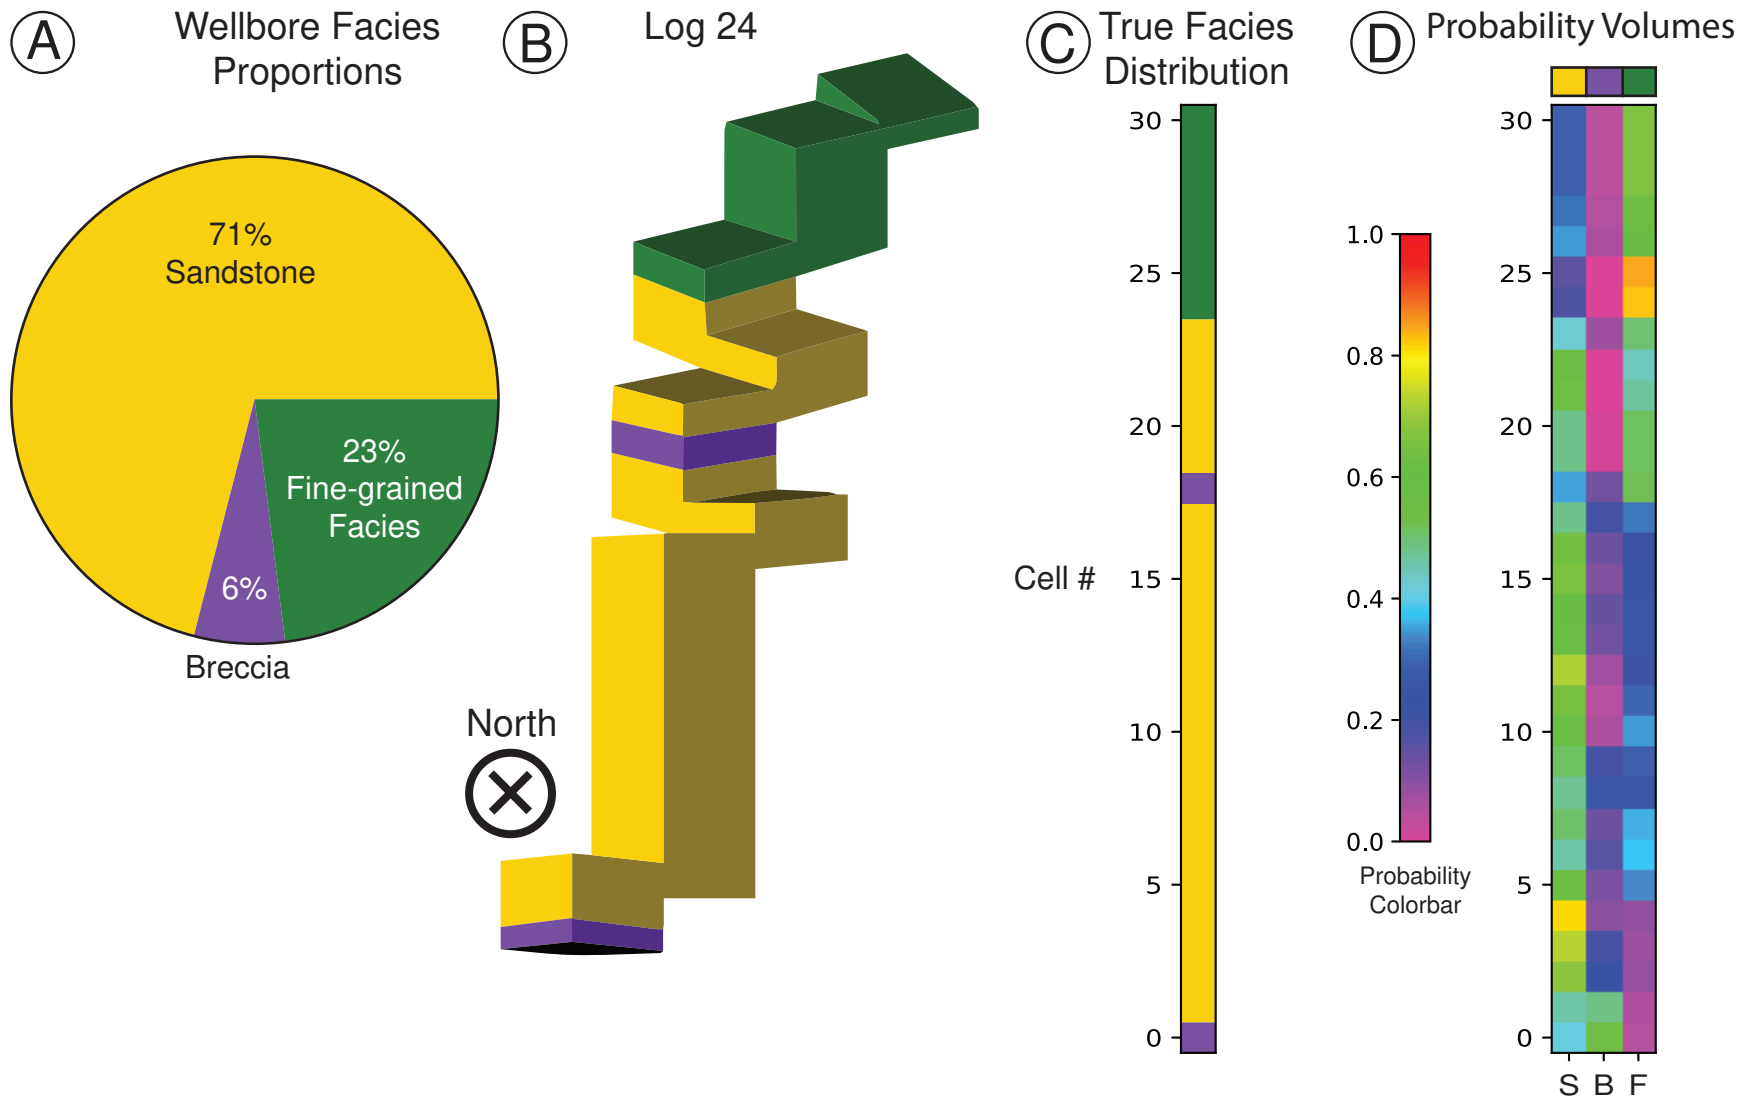 A
Wellbore Facies
Proportions
71%
Sandstone
23%
Fine-grained
Facies
6%
Breccia
B
Log 24
North
C
True Facies
Distribution
30
25
20
Cell # 15
10
5
0
D
Probability Volumes
1.0
0.8
0.6
0.4
0.2
0.0
Probability
Colorbar
30
25
20
15
10
5
0
S B F